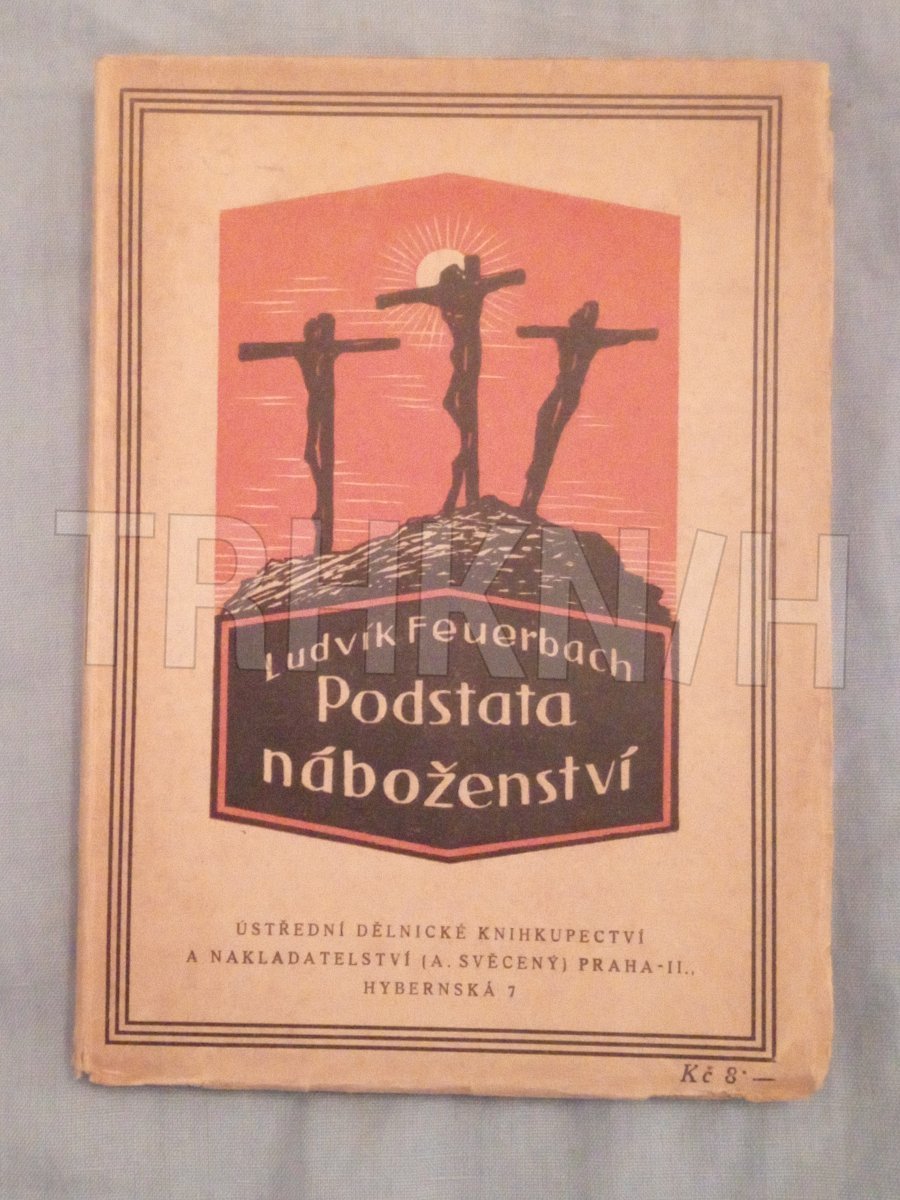 Ludvík Feuerbach
Podstata
náboženství
ÚSTŘEDNÍ DĚLNICKÉ KNIHKUPECTVÍ
A NAKLADATELSTVÍ (A. SVĚCENÝ) PRAHA-II.,
HYBERNSKÁ 7
Kč 8·—
TRHKNIH